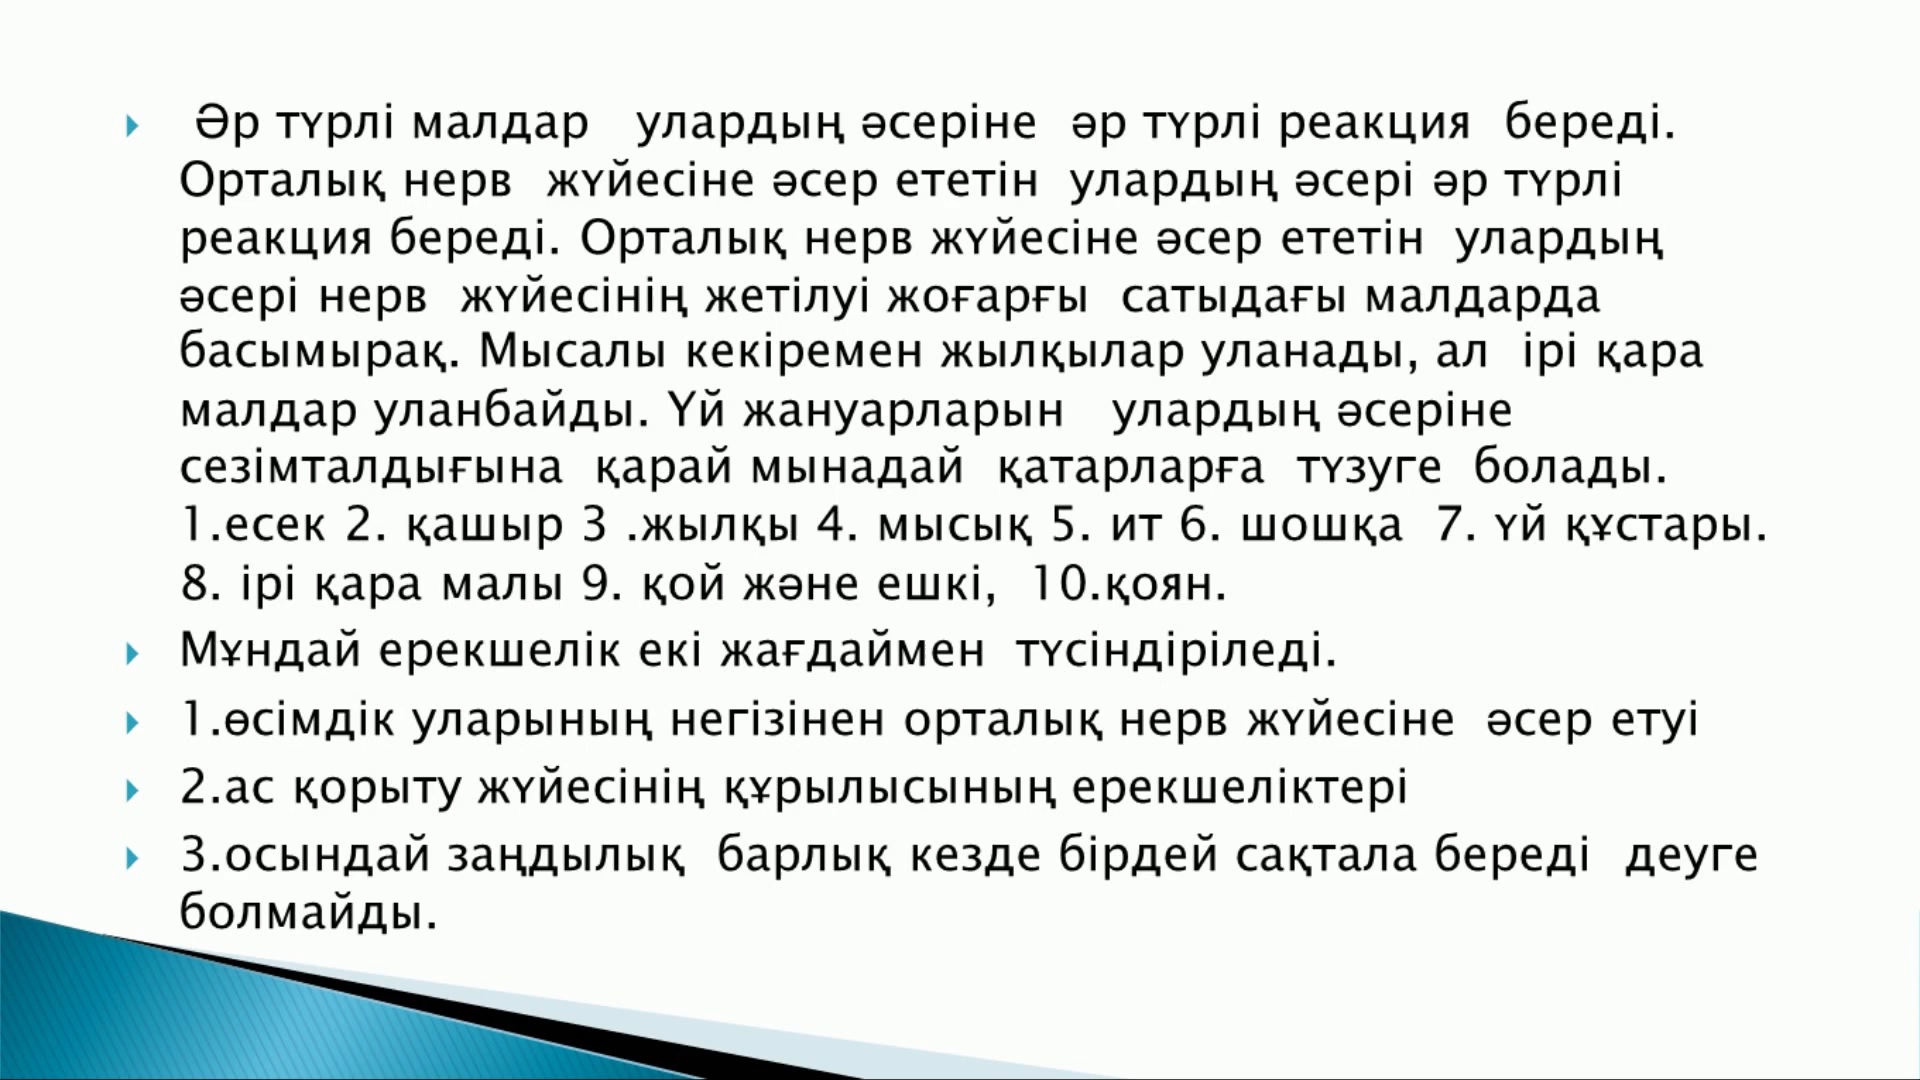 Әр түрлі малдар улардың әсеріне әр түрлі реакция береді.
Орталық нерв жүйесіне әсер ететін улардың әсері әр түрлі
реакция береді. Орталық нерв жүйесіне әсер ететін улардың
әсері нерв жүйесінің жетілуі жоғарғы сатыдағы малдарда
басымырақ. Мысалы кекіремен жылқылар уланады, ал ірі қара
малдар уланбайды. Үй жануарларын улардың әсеріне
сезімталдығына қарай мынадай қатарларға түзуге болады.
1.есек 2. қашыр 3 .жылқы 4. мысық 5. ит 6. шошқа 7. үй құстары.
8. ірі қара малы 9. қой және ешкі, 10.қоян.
Мұндай ерекшелік екі жағдаймен түсіндіріледі.
1.өсімдік уларының негізінен орталық нерв жүйесіне әсер етуі
2.ас қорыту жүйесінің құрылысының ерекшеліктері
3.осындай заңдылық барлық кезде бірдей сақтала береді деуге
болмайды.